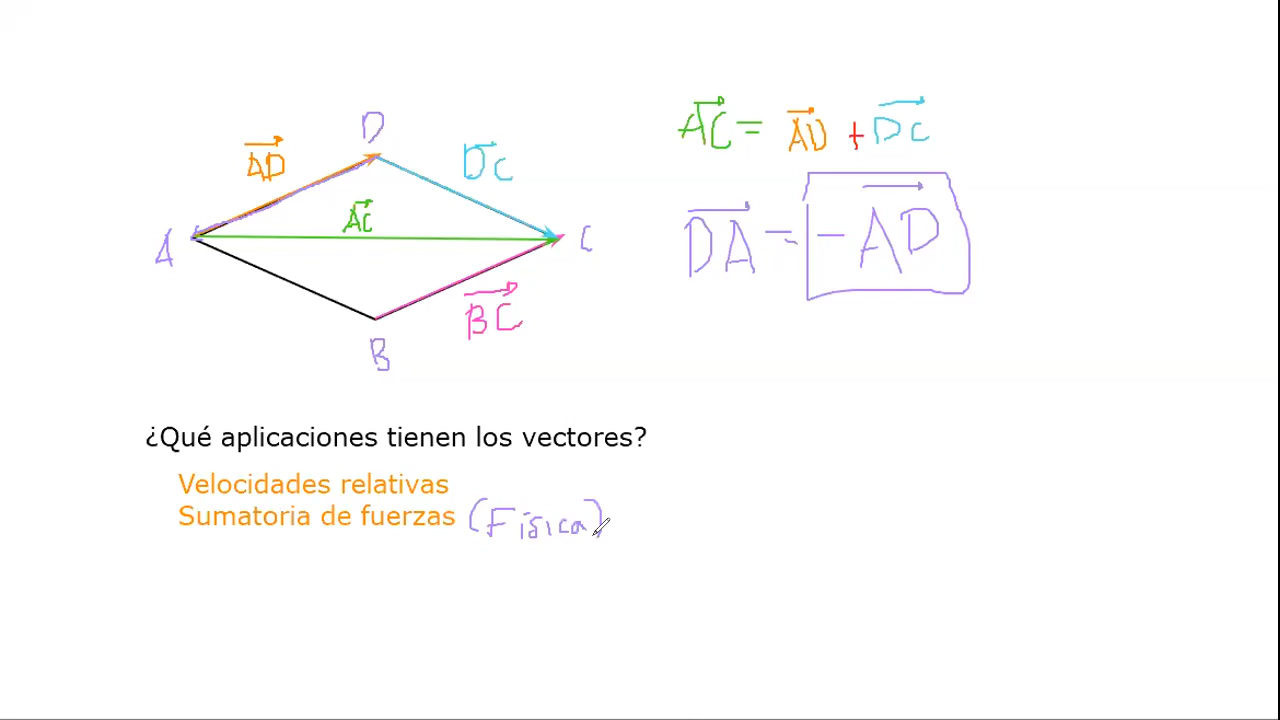 D
AD
DC
AC
A
C
BC
B
AC = AD + DC
DA = -AD
¿Qué aplicaciones tienen los vectores?
Velocidades relativas
Sumatoria de fuerzas (Física)